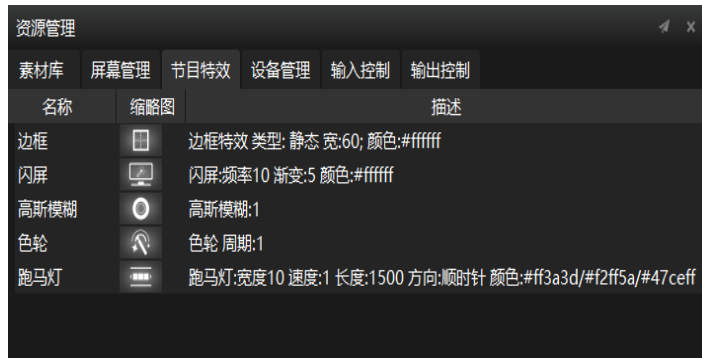 资源管理
素材库 屏幕管理 节目特效 设备管理 输入控制 输出控制
名称 缩略图 描述
边框 边框特效 类型: 静态 宽:60; 颜色:#ffffff
闪屏 闪屏:频率10 渐变:5 颜色:#ffffff
高斯模糊 高斯模糊:1
色轮 色轮 周期:1
跑马灯 跑马灯:宽度10 速度:1 长度:1500 方向:顺时针 颜色:#ff3a3d/#f2ff5a/#47ceff